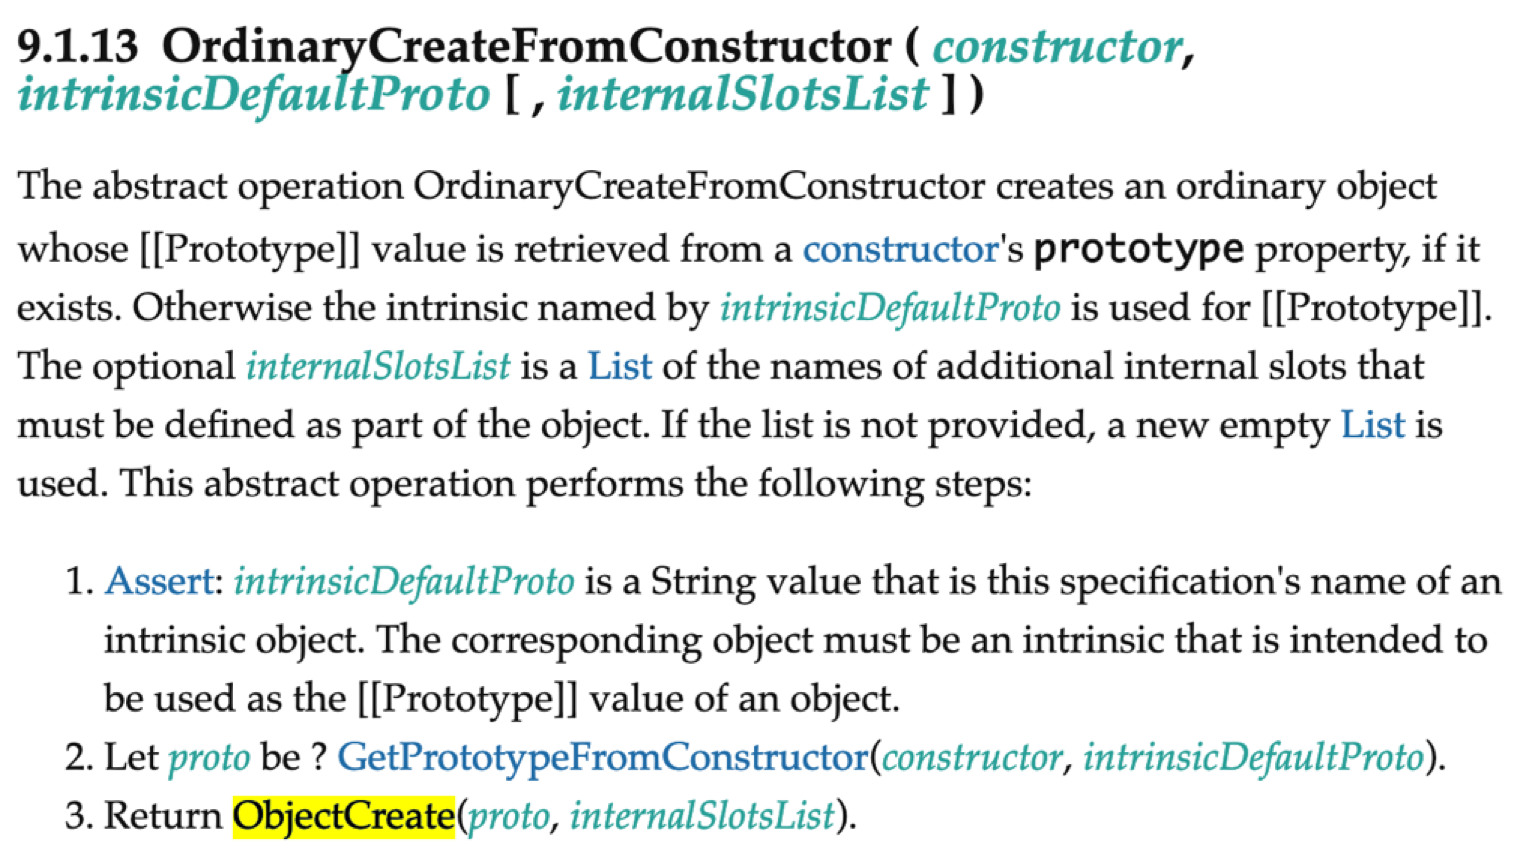 9.1.13 OrdinaryCreateFromConstructor ( constructor,
intrinsicDefaultProto [ , internalSlotsList ] )
The abstract operation OrdinaryCreateFromConstructor creates an ordinary object
whose [[Prototype]] value is retrieved from a constructor's prototype property, if it
exists. Otherwise the intrinsic named by intrinsicDefaultProto is used for [[Prototype]].
The optional internalSlotsList is a List of the names of additional internal slots that
must be defined as part of the object. If the list is not provided, a new empty List is
used. This abstract operation performs the following steps:
1. Assert: intrinsicDefaultProto is a String value that is this specification's name of an
intrinsic object. The corresponding object must be an intrinsic that is intended to
be used as the [[Prototype]] value of an object.
2. Let proto be ? GetPrototypeFromConstructor(constructor, intrinsicDefaultProto).
3. Return ObjectCreate(proto, internalSlotsList).